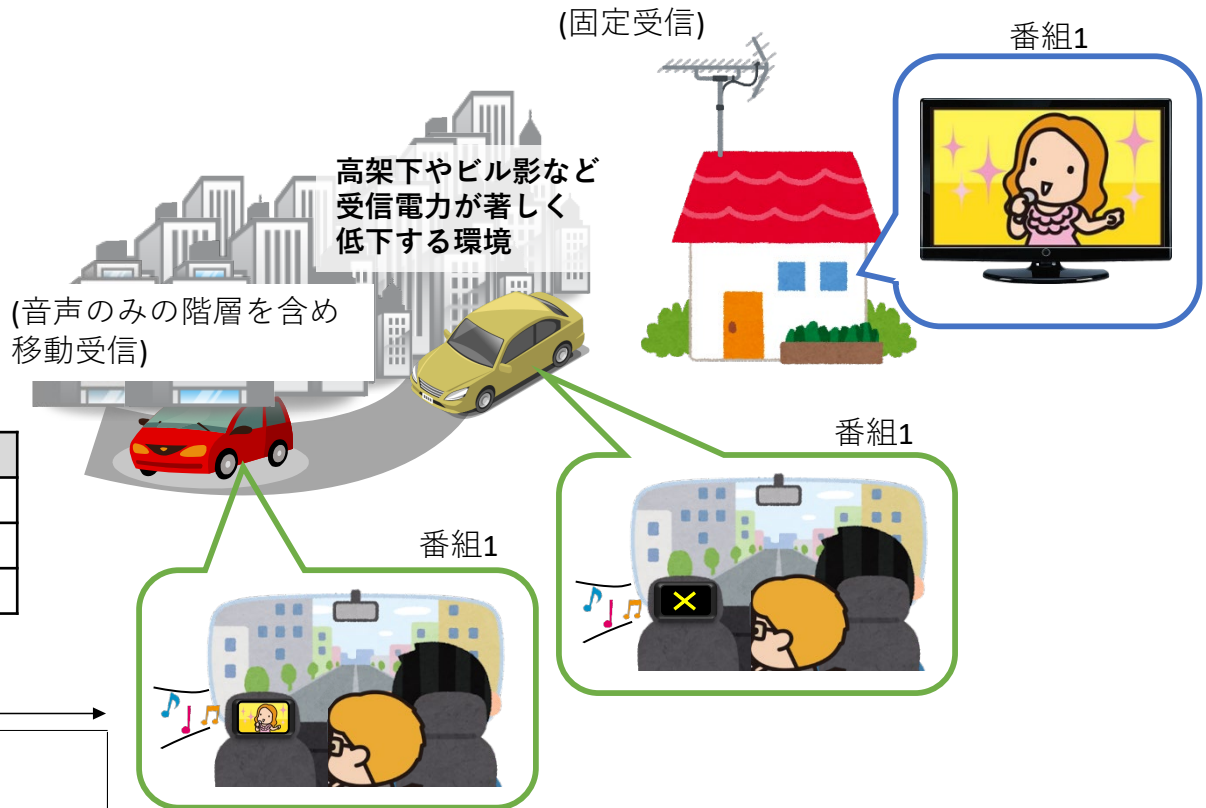 (固定受信)
番組1
高架下やビル影など
受信電力が著しく
低下する環境
(音声のみの階層を含め
移動受信)
番組1
番組1